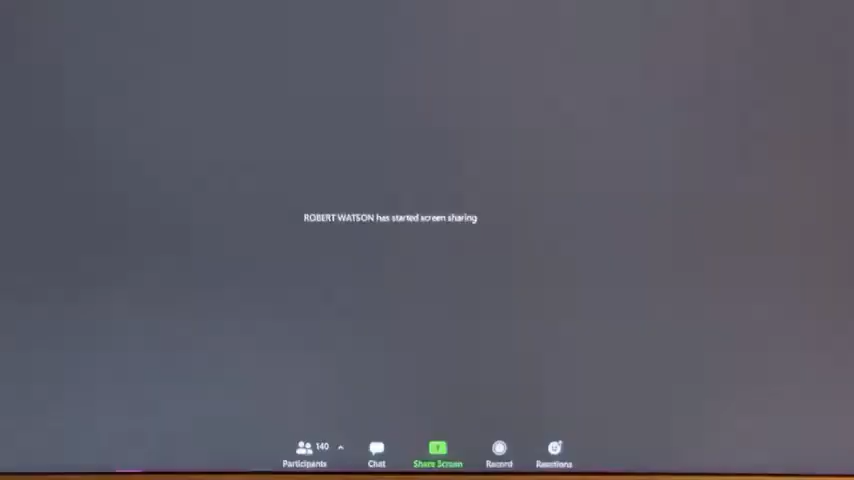 ROBERT WATSON has started screen sharing
140
Participants
Chat
Share Screen
Record
Reactions